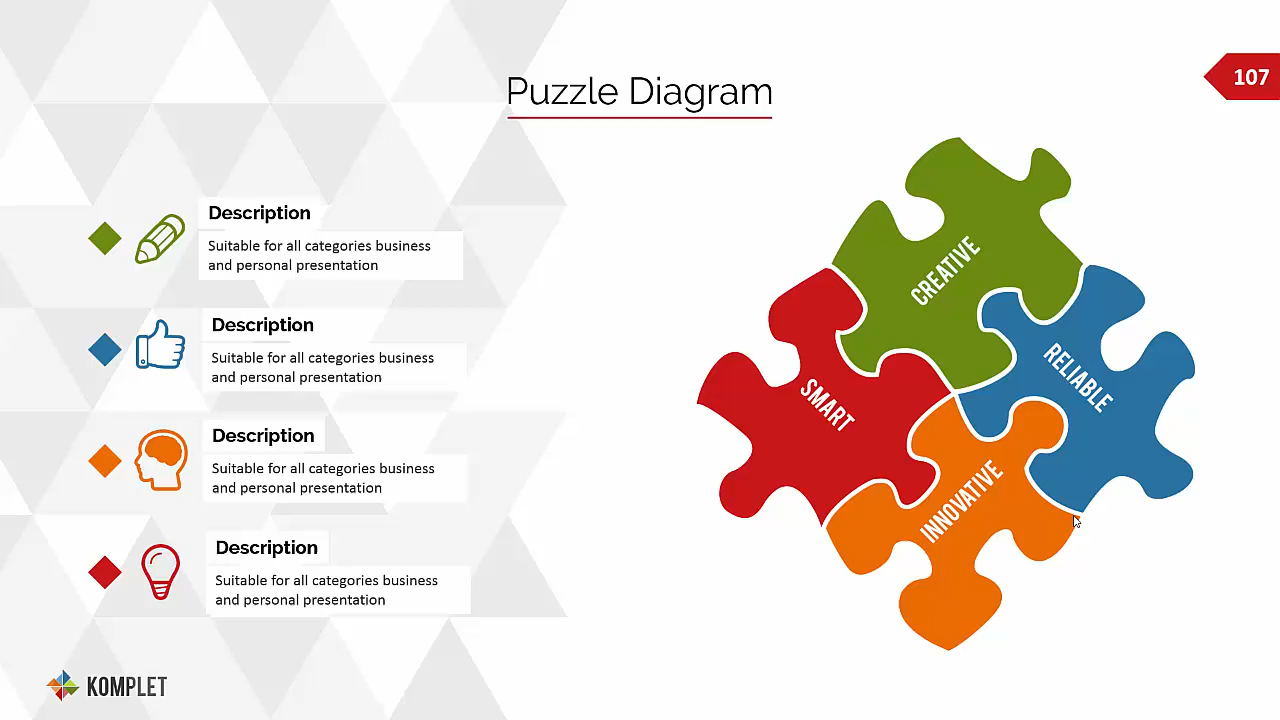 Puzzle Diagram
107
Description
Suitable for all categories business
and personal presentation
Description
Suitable for all categories business
and personal presentation
Description
Suitable for all categories business
and personal presentation
Description
Suitable for all categories business
and personal presentation
CREATIVE
RELIABLE
SMART
INNOVATIVE
KOMPLET